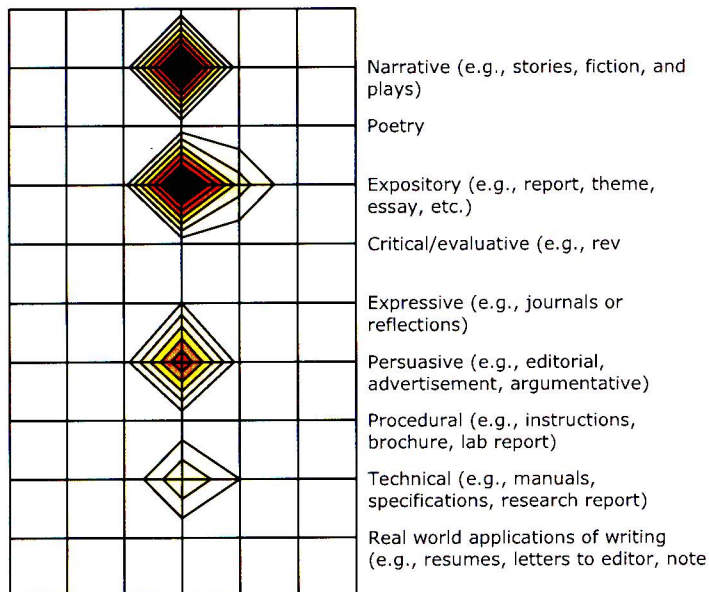 Narrative (e.g., stories, fiction, and
plays)
Poetry
Expository (e.g., report, theme,
essay, etc.)
Critical/evaluative (e.g., rev
Expressive (e.g., journals or
reflections)
Persuasive (e.g., editorial,
advertisement, argumentative)
Procedural (e.g., instructions,
brochure, lab report)
Technical (e.g., manuals,
specifications, research report)
Real world applications of writing
(e.g., resumes, letters to editor, note